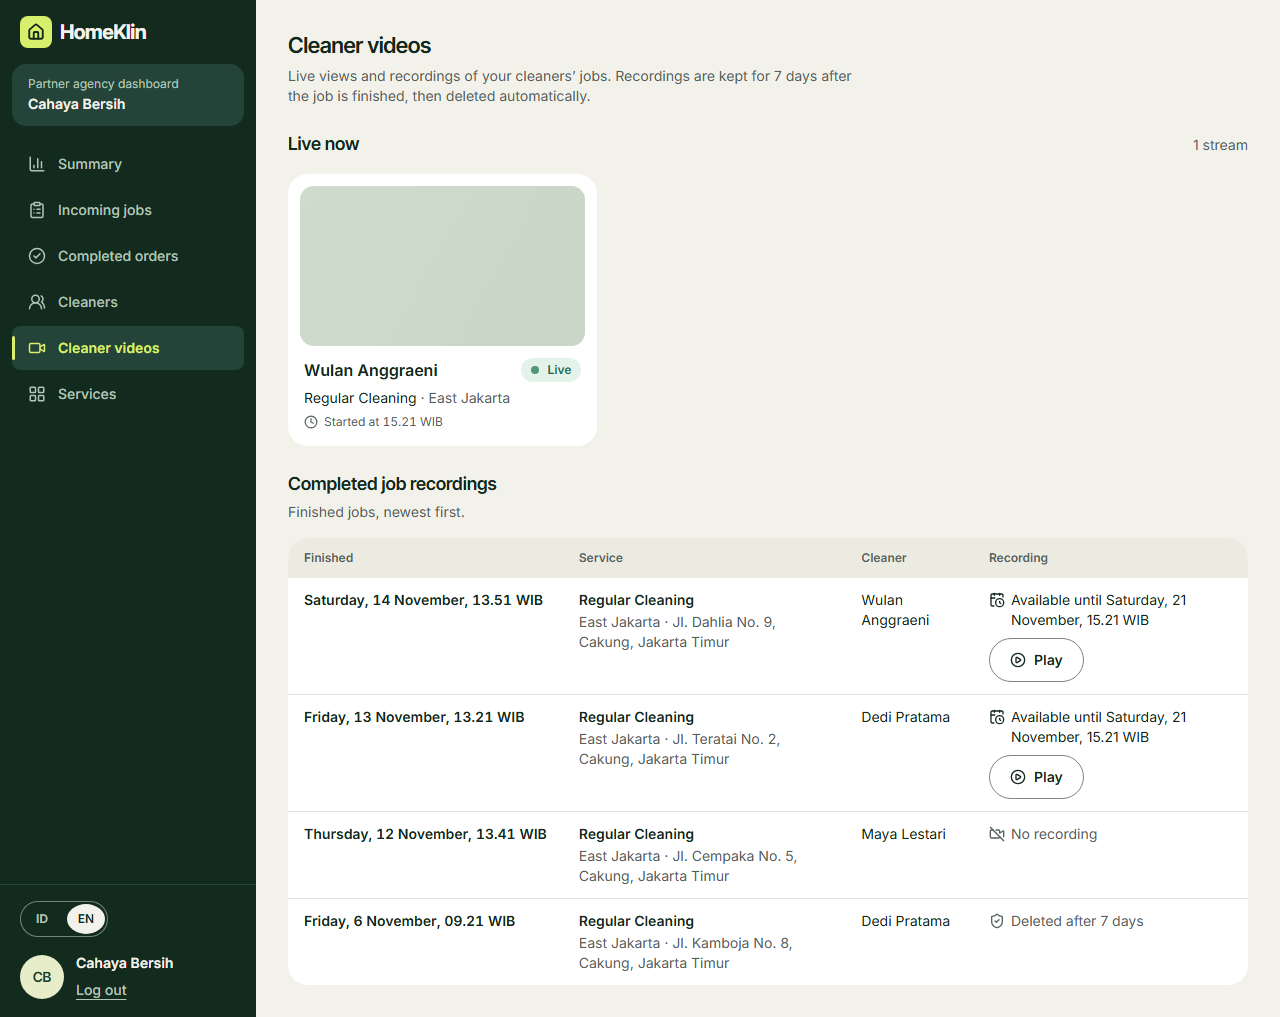 HomeKlin
Partner agency dashboard
Cahaya Bersih
Summary
Incoming jobs
Completed orders
Cleaners
Cleaner videos
Services
ID
EN
CB
Cahaya Bersih
Log out
Cleaner videos
Live views and recordings of your cleaners’ jobs. Recordings are kept for 7 days after
the job is finished, then deleted automatically.
Live now
1 stream
Wulan Anggraeni
Live
Regular Cleaning · East Jakarta
Started at 15.21 WIB
Completed job recordings
Finished jobs, newest first.
Finished
Service
Cleaner
Recording
Saturday, 14 November, 13.51 WIB
Regular Cleaning
East Jakarta · Jl. Dahlia No. 9,
Cakung, Jakarta Timur
Wulan
Anggraeni
Available until Saturday, 21
November, 15.21 WIB
Play
Friday, 13 November, 13.21 WIB
Regular Cleaning
East Jakarta · Jl. Teratai No. 2,
Cakung, Jakarta Timur
Dedi Pratama
Available until Saturday, 21
November, 15.21 WIB
Play
Thursday, 12 November, 13.41 WIB
Regular Cleaning
East Jakarta · Jl. Cempaka No. 5,
Cakung, Jakarta Timur
Maya Lestari
No recording
Friday, 6 November, 09.21 WIB
Regular Cleaning
East Jakarta · Jl. Kamboja No. 8,
Cakung, Jakarta Timur
Dedi Pratama
Deleted after 7 days